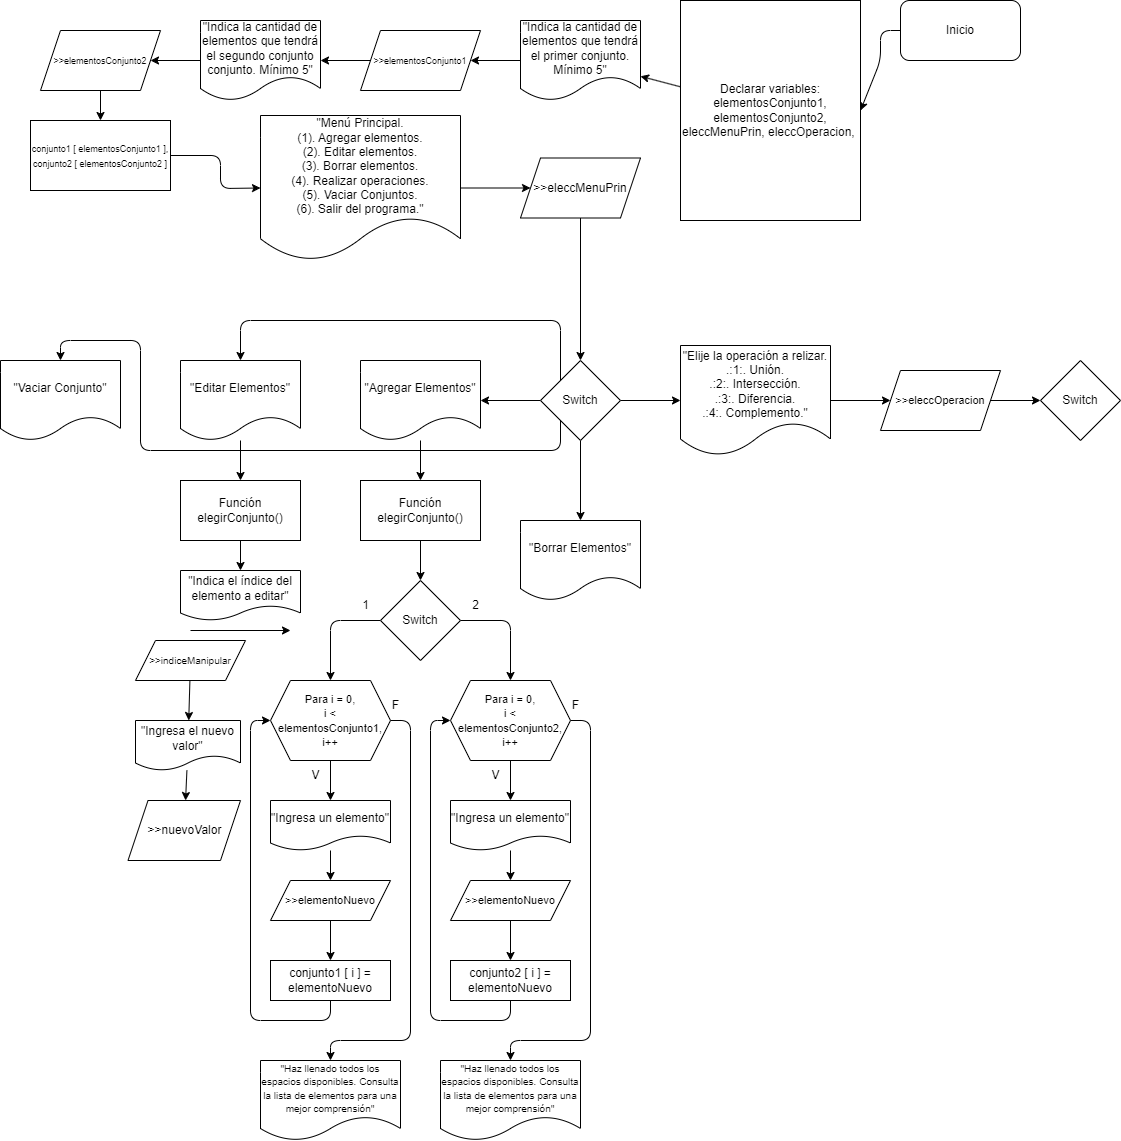 Inicio
Declarar variables:
elementosConjunto1,
elementosConjunto2,
eleccMenuPrin, eleccOperacion,
"Indica la cantidad de
elementos que tendrá
el primer conjunto.
Mínimo 5"
>>elementosConjunto1
"Indica la cantidad de
elementos que tendrá
el segundo conjunto
conjunto. Mínimo 5"
>>elementosConjunto2
conjunto1 [ elementosConjunto1 ],
conjunto2 [ elementosConjunto2 ]
"Menú Principal.
(1). Agregar elementos.
(2). Editar elementos.
(3). Borrar elementos.
(4). Realizar operaciones.
(5). Vaciar Conjuntos.
(6). Salir del programa."
>>eleccMenuPrin
Switch
"Vaciar Conjunto"
"Editar Elementos"
"Agregar Elementos"
"Elije la operación a relizar.
.:1:. Unión.
.:2:. Intersección.
.:3:. Diferencia.
.:4:. Complemento."
>>eleccOperacion
Switch
"Borrar Elementos"
Función
elegirConjunto()
Función
elegirConjunto()
"Indica el índice del
elemento a editar"
>>indiceManipular
"Ingresa el nuevo
valor"
>>nuevoValor
Switch
1
2
Para i = 0,
i <
elementosConjunto1,
i++
F
V
"Ingresa un elemento"
>>elementoNuevo
conjunto1 [ i ] =
elementoNuevo
"Haz llenado todos los
espacios disponibles. Consulta
la lista de elementos para una
mejor comprensión"
Para i = 0,
i <
elementosConjunto2,
i++
F
V
"Ingresa un elemento"
>>elementoNuevo
conjunto2 [ i ] =
elementoNuevo
"Haz llenado todos los
espacios disponibles. Consulta
la lista de elementos para una
mejor comprensión"